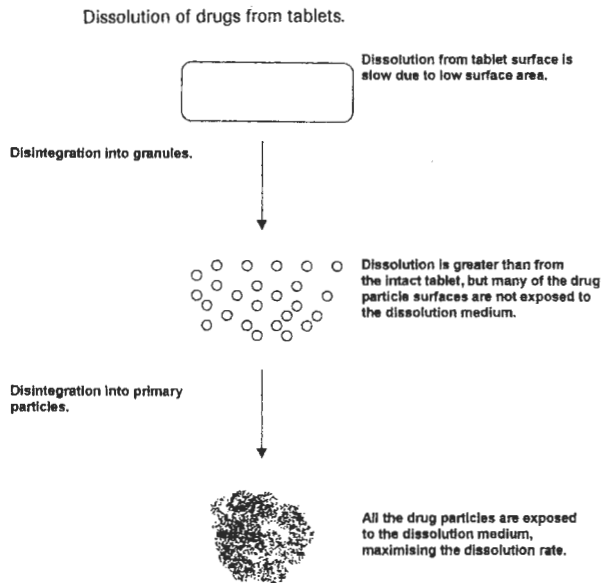 Dissolution of drugs from tablets.
Dissolution from tablet surface is
slow due to low surface area.
Disintegration into granules.
Dissolution is greater than from
the intact tablet, but many of the drug
particle surfaces are not exposed to
the dissolution medium.
Disintegration into primary
particles.
All the drug particles are exposed
to the dissolution medium,
maximising the dissolution rate.